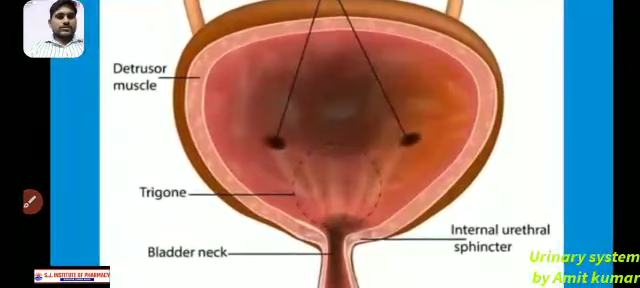 Detrusor
muscle
Trigone
Internal urethral
sphincter
Bladder neck
Urinary system
by Amit kumar
S.J. INSTITUTE OF PHARMACY